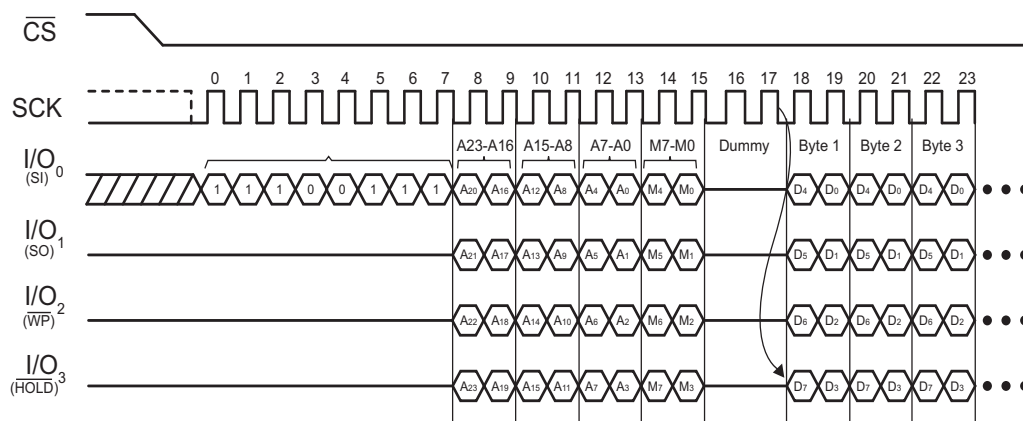 CS
0 1 2 3 4 5 6 7 8 9 10 11 12 13 14 15 16 17 18 19 20 21 22 23
SCK
A23-A16 A15-A8 A7-A0 M7-M0 Dummy Byte 1 Byte 2 Byte 3
I/O0
(SI)
1 1 1 0 0 1 1 1 A20 A16 A12 A8 A4 A0 M4 M0 D4 D0 D4 D0 D4 D0
I/O1
(SO)
A21 A17 A13 A9 A5 A1 M5 M1 D5 D1 D5 D1 D5 D1
I/O2
(WP)
A22 A18 A14 A10 A6 A2 M6 M2 D6 D2 D6 D2 D6 D2
I/O3
(HOLD)
A23 A19 A15 A11 A7 A3 M7 M3 D7 D3 D7 D3 D7 D3